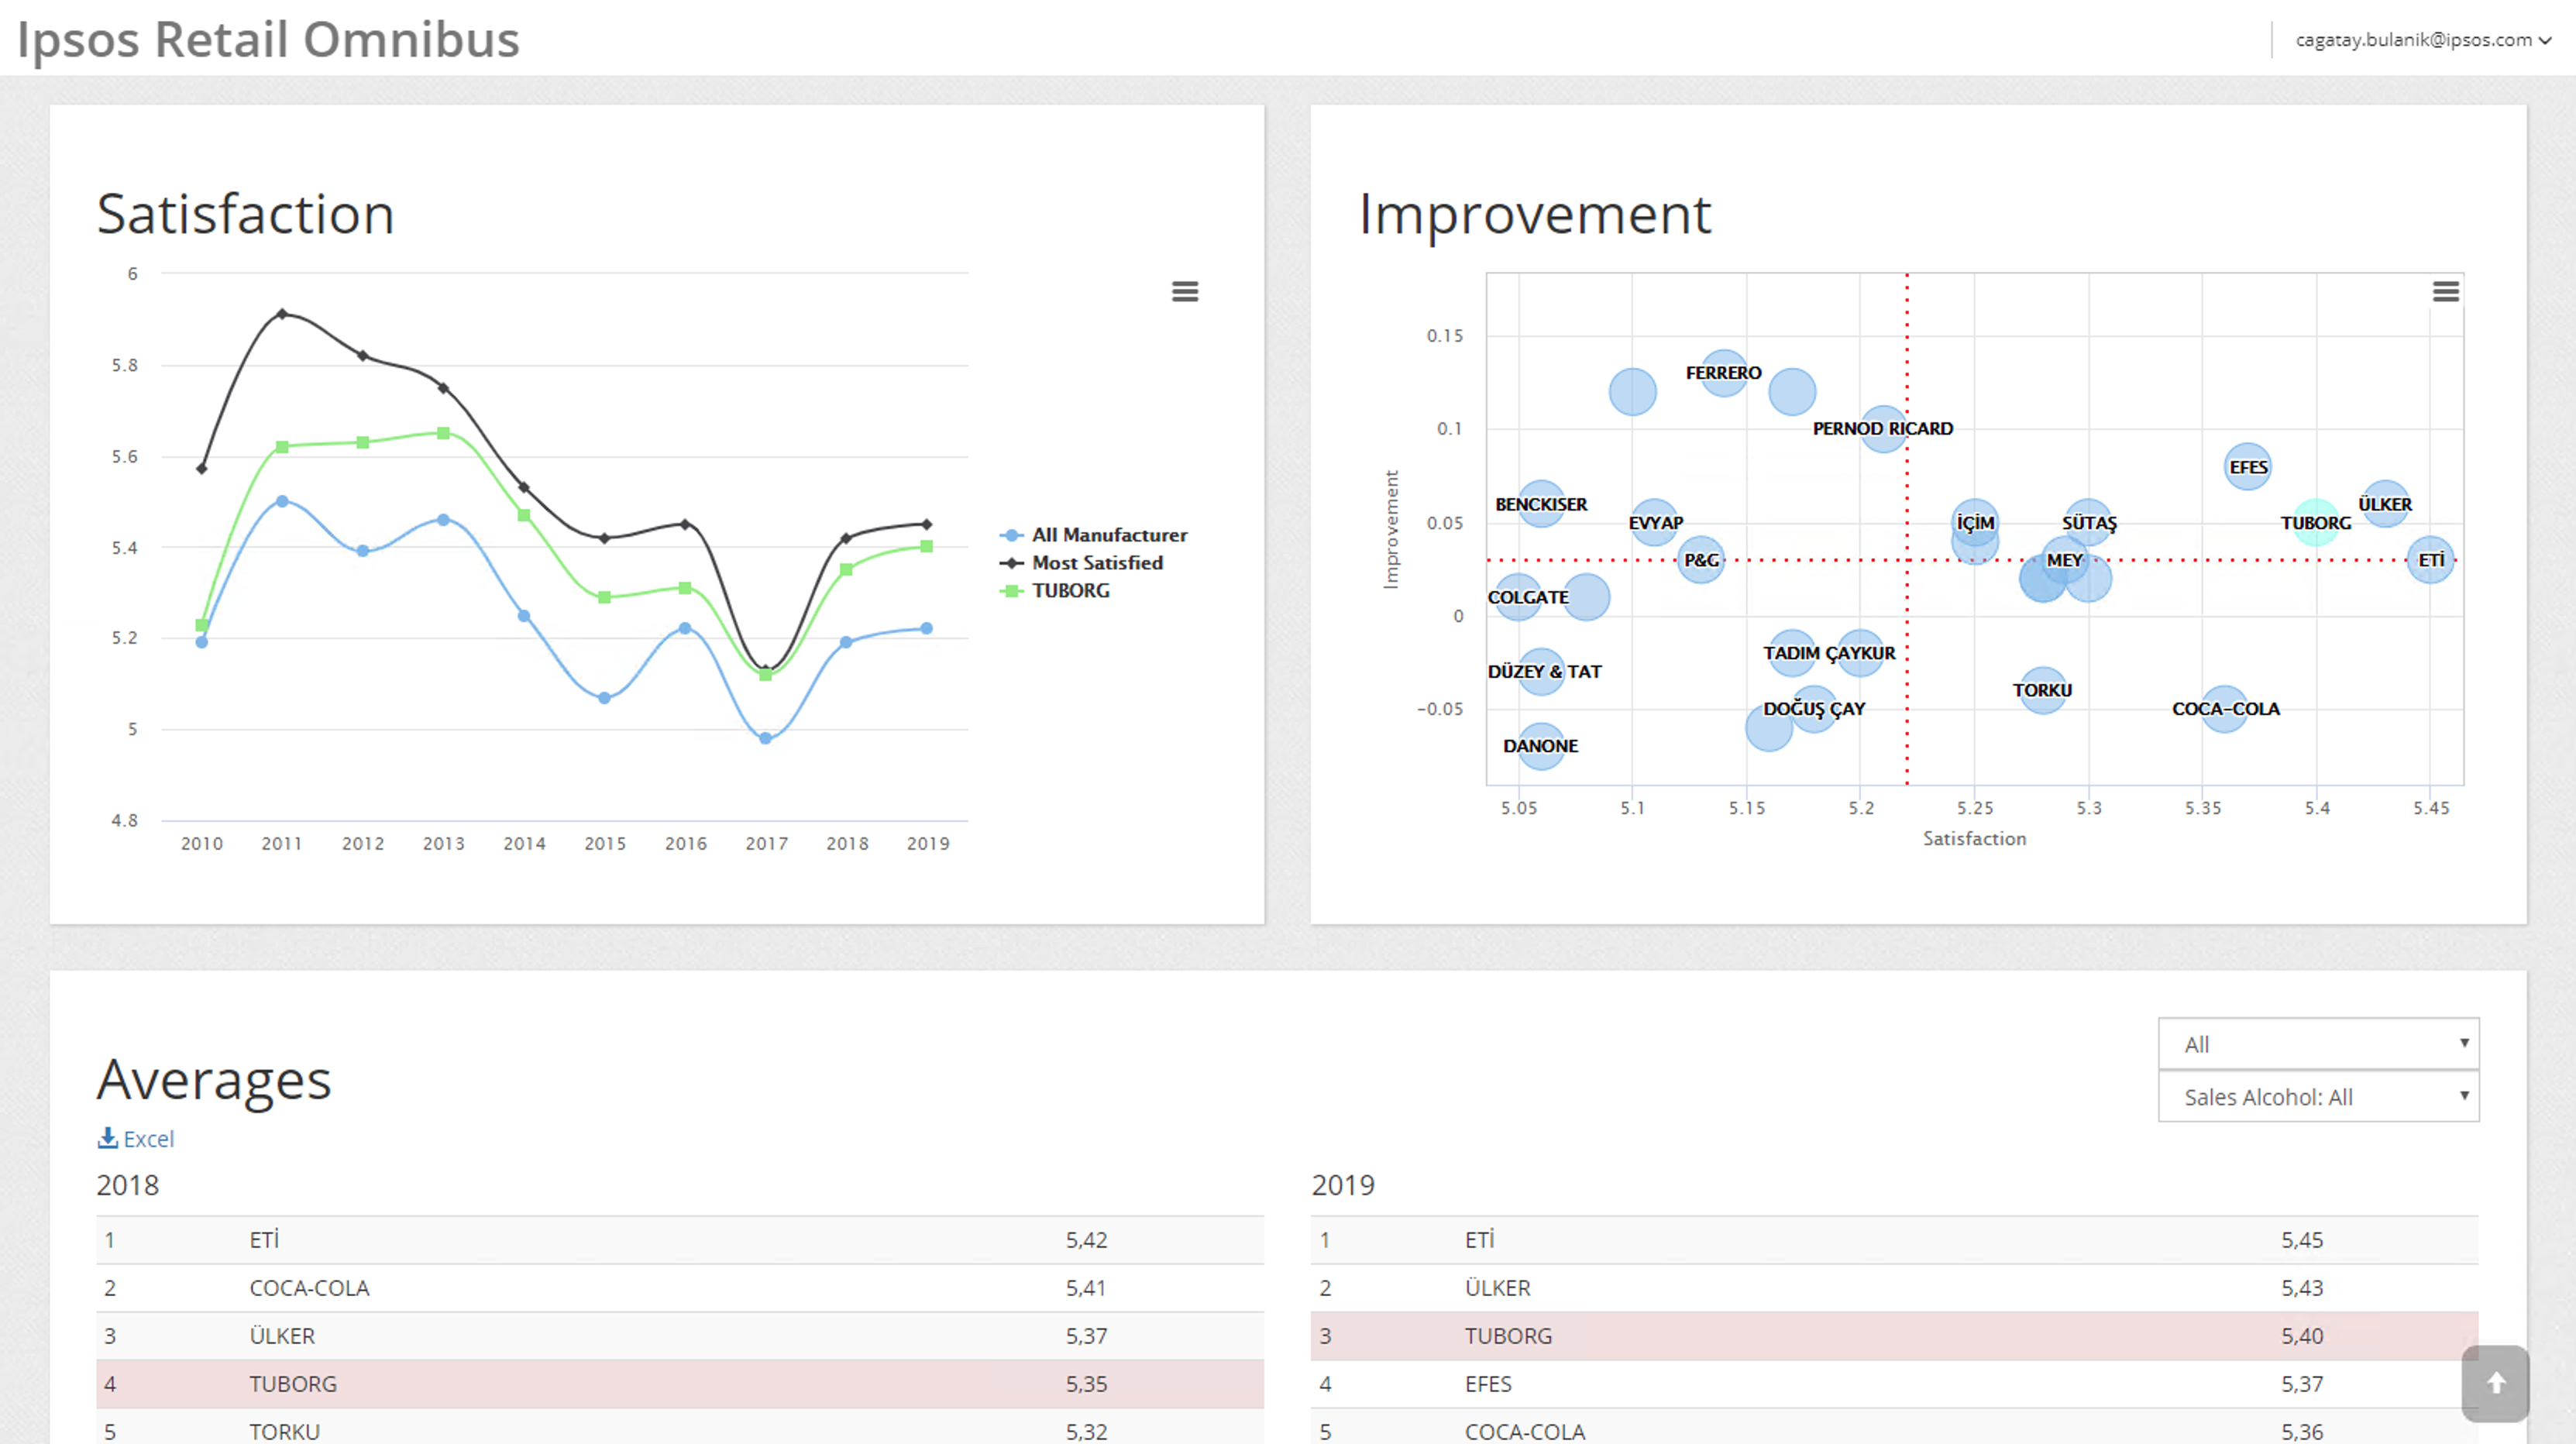 Ipsos Retail Omnibus
cagatay.bulanik@ipsos.com
Satisfaction
6
5.8
5.6
5.4
5.2
5
4.8
2010 2011 2012 2013 2014 2015 2016 2017 2018 2019
All Manufacturer
Most Satisfied
TUBORG
Improvement
Improvement
0.15
0.1
0.05
0
-0.05
FERRERO
PERNOD RICARD
EFES
BENCKISER
ÜLKER
EVYAP
İÇİM
SÜTAŞ
TUBORG
P&G
MEY
ETİ
COLGATE
TADIM
ÇAYKUR
DÜZEY & TAT
TORKU
DOĞUŞ ÇAY
COCA-COLA
DANONE
5.05 5.1 5.15 5.2 5.25 5.3 5.35 5.4 5.45
Satisfaction
Averages
All
Sales Alcohol: All
Excel
2018
1 ETİ 5,42
2 COCA-COLA 5,41
3 ÜLKER 5,37
4 TUBORG 5,35
5 TORKU 5,32
2019
1 ETİ 5,45
2 ÜLKER 5,43
3 TUBORG 5,40
4 EFES 5,37
5 COCA-COLA 5,36